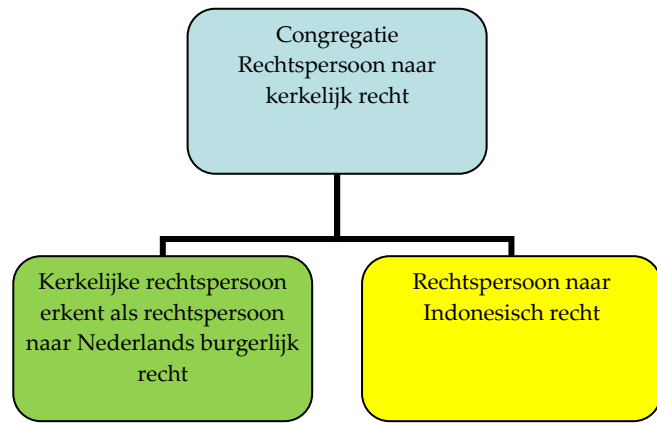 Congregatie
Rechtspersoon naar
kerkelijk recht
Kerkelijke rechtspersoon
erkent als rechtspersoon
naar Nederlands burgerlijk
recht
Rechtspersoon naar
Indonesisch recht